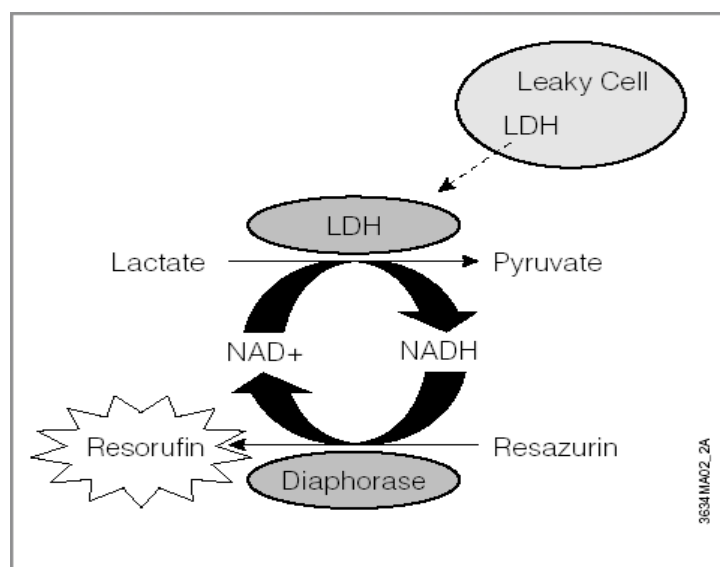 Leaky Cell
LDH
LDH
Lactate
Pyruvate
NAD+
NADH
Resorufin
Resazurin
Diaphorase
3634MA02_2A